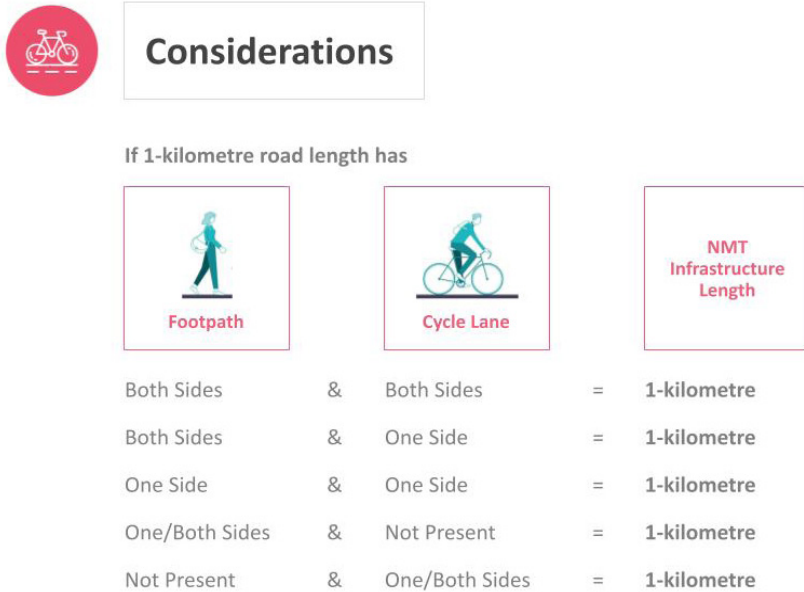 Considerations
If 1-kilometre road length has
Footpath
Cycle Lane
NMT
Infrastructure
Length
Both Sides & Both Sides = 1-kilometre
Both Sides & One Side = 1-kilometre
One Side & One Side = 1-kilometre
One/Both Sides & Not Present = 1-kilometre
Not Present & One/Both Sides = 1-kilometre